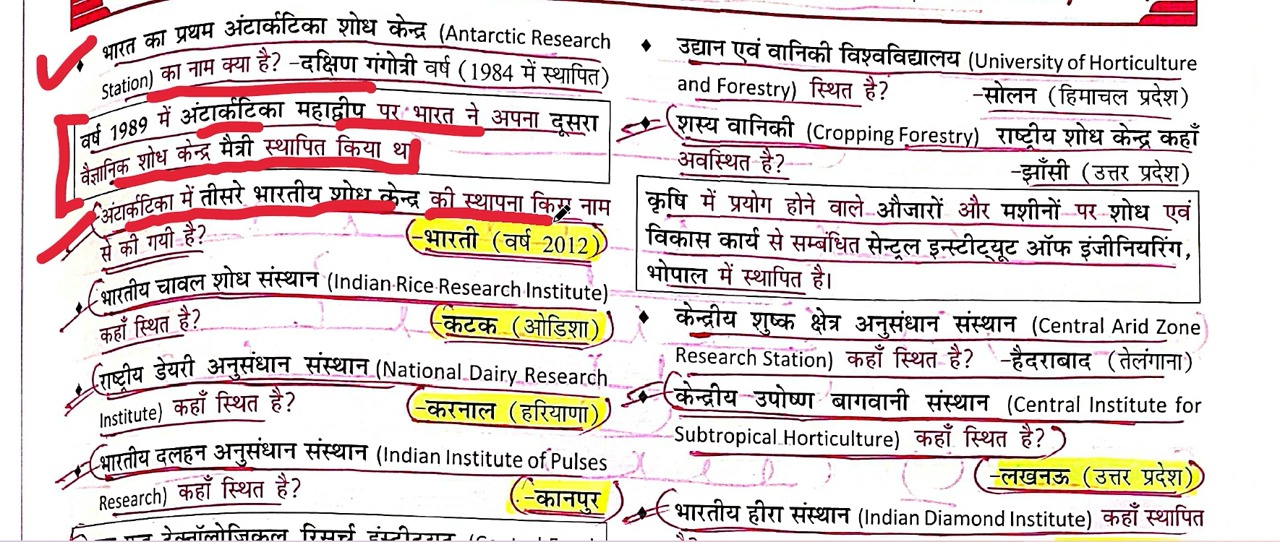 भारत का प्रथम अंटार्कटिका शोध केन्द्र (Antarctic Research
Station) का नाम क्या है? -दक्षिण गंगोत्री वर्ष (1984 में स्थापित)
वर्ष 1989 में अंटार्कटिका महाद्वीप पर भारत ने अपना दूसरा
वैज्ञानिक शोध केन्द्र मैत्री स्थापित किया थ
अंटार्कटिका में तीसरे भारतीय शोध केन्द्र की स्थापना किस नाम
से की गयी है? -भारती (वर्ष 2012)
भारतीय चावल शोध संस्थान (Indian Rice Research Institute)
कहाँ स्थित है? -कटक (ओडिशा)
राष्ट्रीय डेयरी अनुसंधान संस्थान (National Dairy Research
Institute) कहाँ स्थित है? -करनाल (हरियाणा)
भारतीय दलहन अनुसंधान संस्थान (Indian Institute of Pulses
Research) कहाँ स्थित है? -कानपुर
उद्यान एवं वानिकी विश्वविद्यालय (University of Horticulture
and Forestry) स्थित है? -सोलन (हिमाचल प्रदेश)
शस्य वानिकी (Cropping Forestry) राष्ट्रीय शोध केन्द्र कहाँ
अवस्थित है? -झाँसी (उत्तर प्रदेश)
कृषि में प्रयोग होने वाले औजारों और मशीनों पर शोध एवं
विकास कार्य से सम्बंधित सेन्ट्रल इन्स्टीट्यूट ऑफ इंजीनियरिंग,
भोपाल में स्थापित है।
केन्द्रीय शुष्क क्षेत्र अनुसंधान संस्थान (Central Arid Zone
Research Station) कहाँ स्थित है? -हैदराबाद (तेलंगाना)
केन्द्रीय उपोष्ण बागवानी संस्थान (Central Institute for
Subtropical Horticulture) कहाँ स्थित है?
-लखनऊ (उत्तर प्रदेश)
भारतीय हीरा संस्थान (Indian Diamond Institute) कहाँ स्थापित